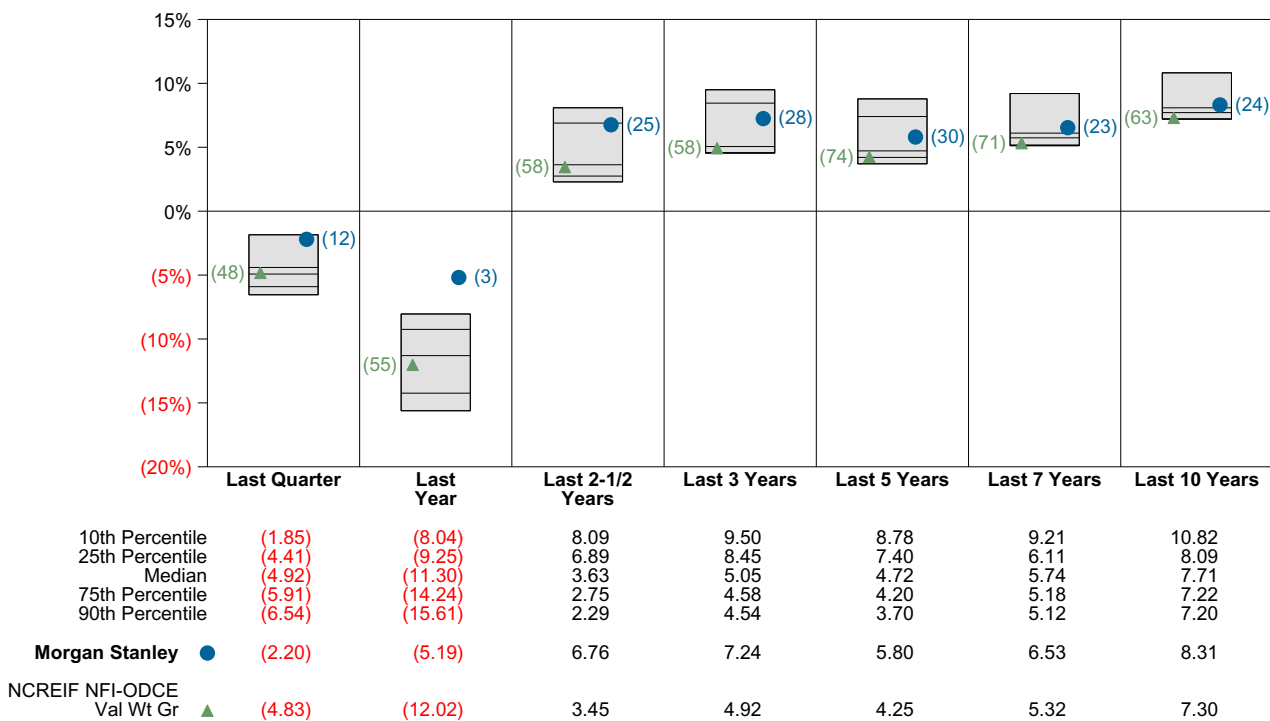 15%
10%
5%
0%
(5%)
(10%)
(15%)
(20%)
(12)
(48)
(3)
(55)
(25)
(58)
(28)
(58)
(30)
(74)
(23)
(71)
(24)
(63)
Last Quarter Last Year Last 2-1/2 Years Last 3 Years Last 5 Years Last 7 Years Last 10 Years
10th Percentile (1.85) (8.04) 8.09 9.50 8.78 9.21 10.82
25th Percentile (4.41) (9.25) 6.89 8.45 7.40 6.11 8.09
Median (4.92) (11.30) 3.63 5.05 4.72 5.74 7.71
75th Percentile (5.91) (14.24) 2.75 4.58 4.20 5.18 7.22
90th Percentile (6.54) (15.61) 2.29 4.54 3.70 5.12 7.20
Morgan Stanley (2.20) (5.19) 6.76 7.24 5.80 6.53 8.31
NCREIF NFI-ODCE
Val Wt Gr (4.83) (12.02) 3.45 4.92 4.25 5.32 7.30